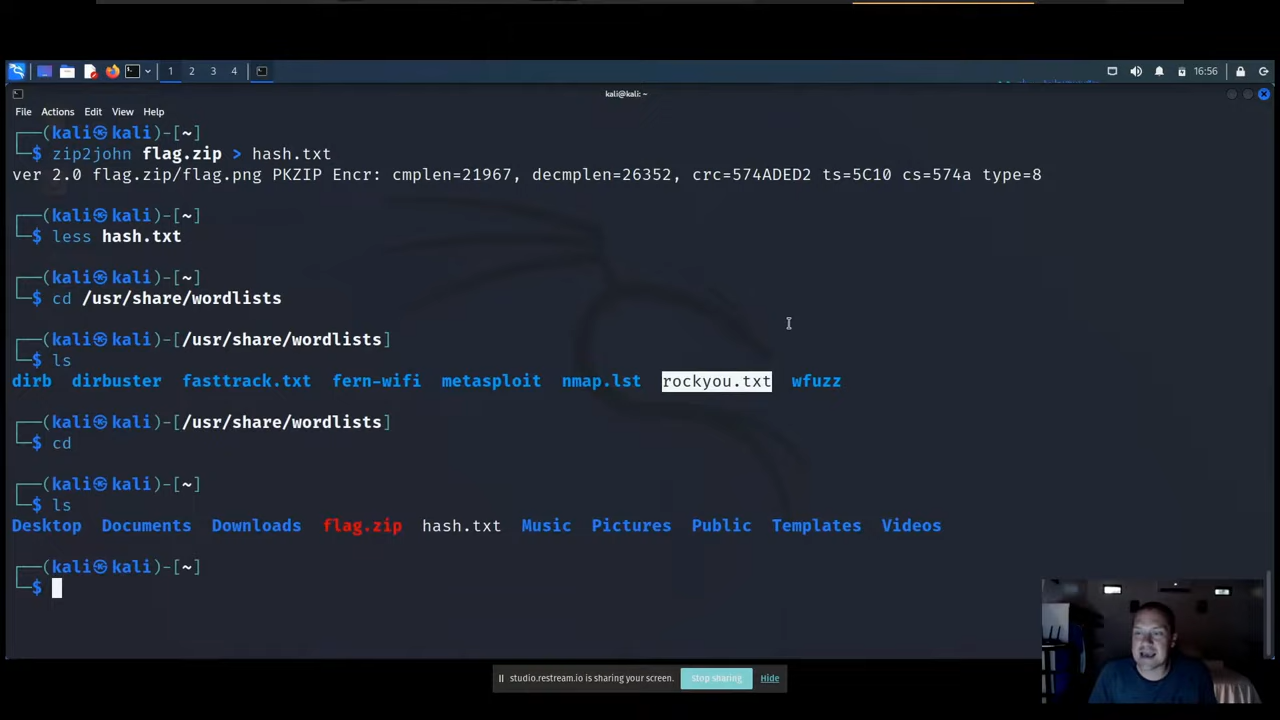 1 2 3 4
16:56
kali@kali: ~
File Actions Edit View Help
┌──(kali㉿kali)-[~]
└─$ zip2john flag.zip > hash.txt
ver 2.0 flag.zip/flag.png PKZIP Encr: cmplen=21967, decmplen=26352, crc=574ADED2 ts=5C10 cs=574a type=8
┌──(kali㉿kali)-[~]
└─$ less hash.txt
┌──(kali㉿kali)-[~]
└─$ cd /usr/share/wordlists
┌──(kali㉿kali)-[/usr/share/wordlists]
└─$ ls
dirb dirbuster fasttrack.txt fern-wifi metasploit nmap.lst rockyou.txt wfuzz
┌──(kali㉿kali)-[/usr/share/wordlists]
└─$ cd
┌──(kali㉿kali)-[~]
└─$ ls
Desktop Documents Downloads flag.zip hash.txt Music Pictures Public Templates Videos
┌──(kali㉿kali)-[~]
└─$
studio.restream.io is sharing your screen. stop sharing Hide